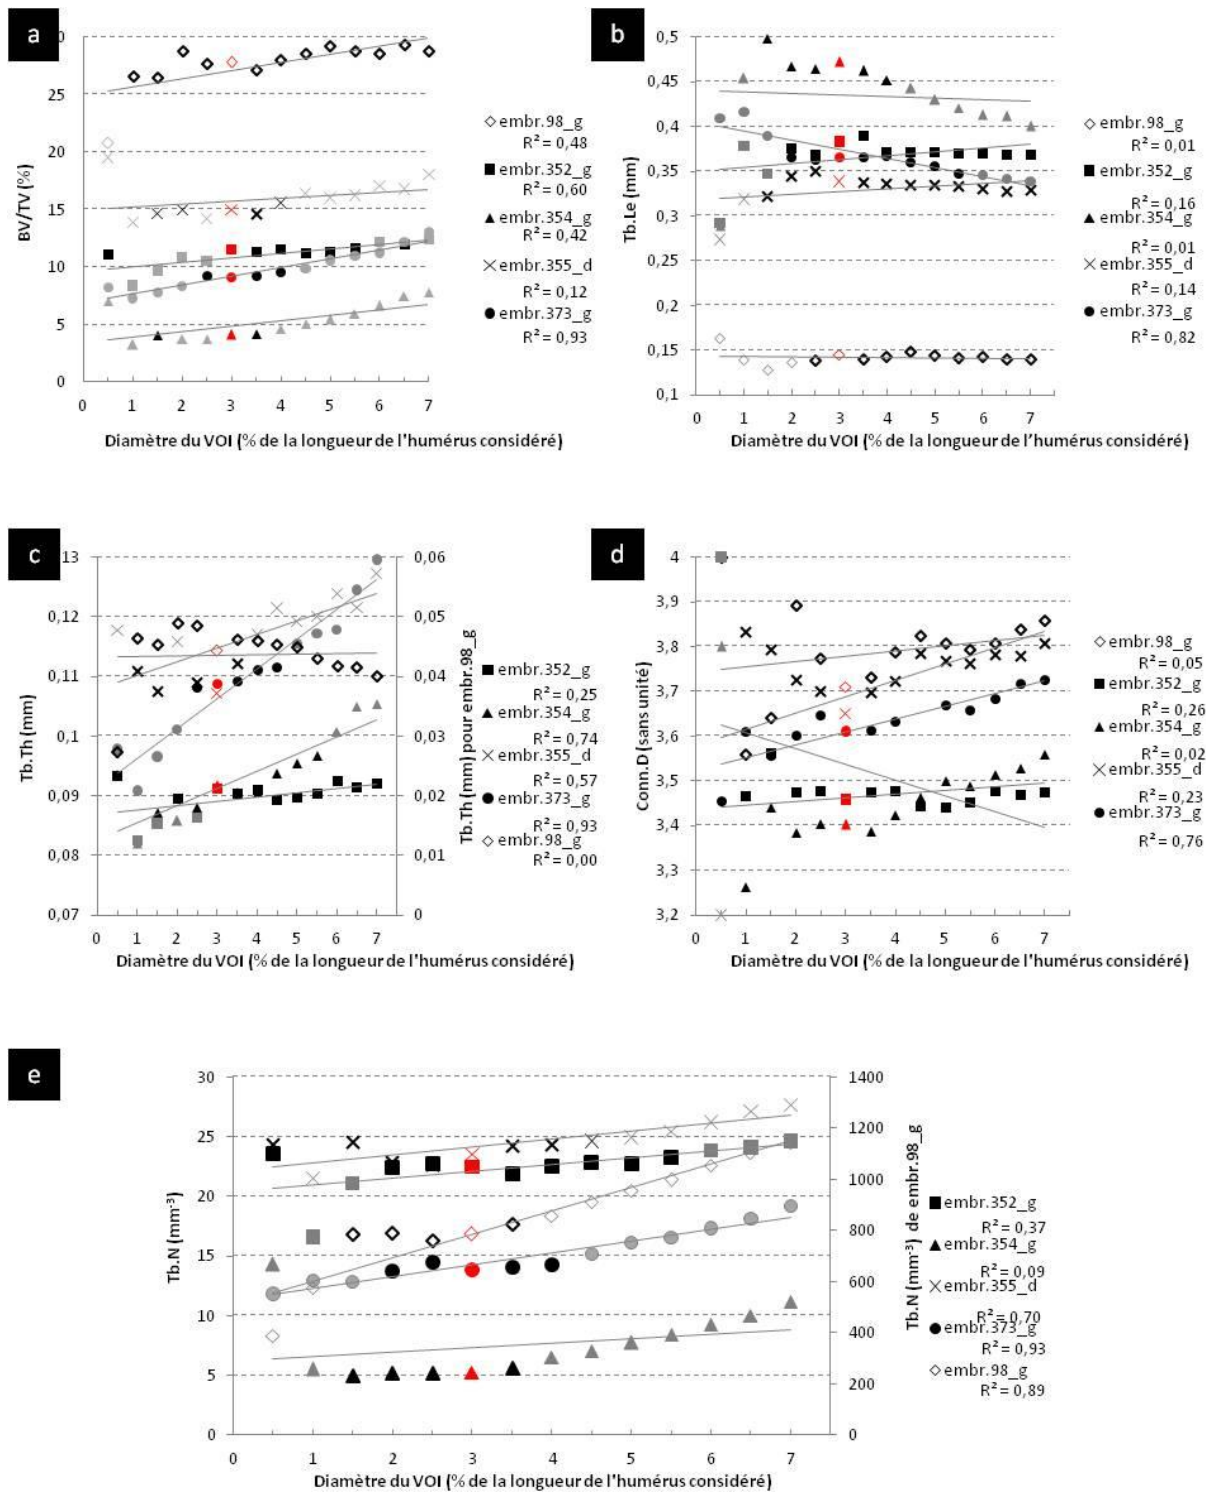 a
0
25
20
15
10
5
0
BV/TV (%)
0 1 2 3 4 5 6 7
Diamètre du VOI (% de la longueur de l'humérus considéré)
embr.98_g
R² = 0,48
embr.352_g
R² = 0,60
embr.354_g
R² = 0,42
embr.355_d
R² = 0,12
embr.373_g
R² = 0,93
b
0,5
0,45
0,4
0,35
0,3
0,25
0,2
0,15
0,1
Tb.Le (mm)
0 1 2 3 4 5 6 7
Diamètre du VOI (% de la longueur de l'humérus considéré)
embr.98_g
R² = 0,01
embr.352_g
R² = 0,16
embr.354_g
R² = 0,01
embr.355_d
R² = 0,14
embr.373_g
R² = 0,82
c
0,13
0,12
0,11
0,1
0,09
0,08
0,07
Tb.Th (mm)
0,06
0,05
0,04
0,03
0,02
0,01
0
Tb.Th (mm) pour embr.98_g
0 1 2 3 4 5 6 7
Diamètre du VOI (% de la longueur de l'humérus considéré)
embr.352_g
R² = 0,25
embr.354_g
R² = 0,74
embr.355_d
R² = 0,57
embr.373_g
R² = 0,93
embr.98_g
R² = 0,00
d
4
3,9
3,8
3,7
3,6
3,5
3,4
3,3
3,2
Conn.D (sans unité)
0 1 2 3 4 5 6 7
Diamètre du VOI (% de la longueur de l'humérus considéré)
embr.98_g
R² = 0,05
embr.352_g
R² = 0,26
embr.354_g
R² = 0,02
embr.355_d
R² = 0,23
embr.373_g
R² = 0,76
e
30
25
20
15
10
5
0
Tb.N (mm⁻³)
1400
1200
1000
800
600
400
200
0
Tb.N (mm⁻³) de embr.98_g
0 1 2 3 4 5 6 7
Diamètre du VOI (% de la longueur de l'humérus considéré)
embr.352_g
R² = 0,37
embr.354_g
R² = 0,09
embr.355_d
R² = 0,70
embr.373_g
R² = 0,93
embr.98_g
R² = 0,89